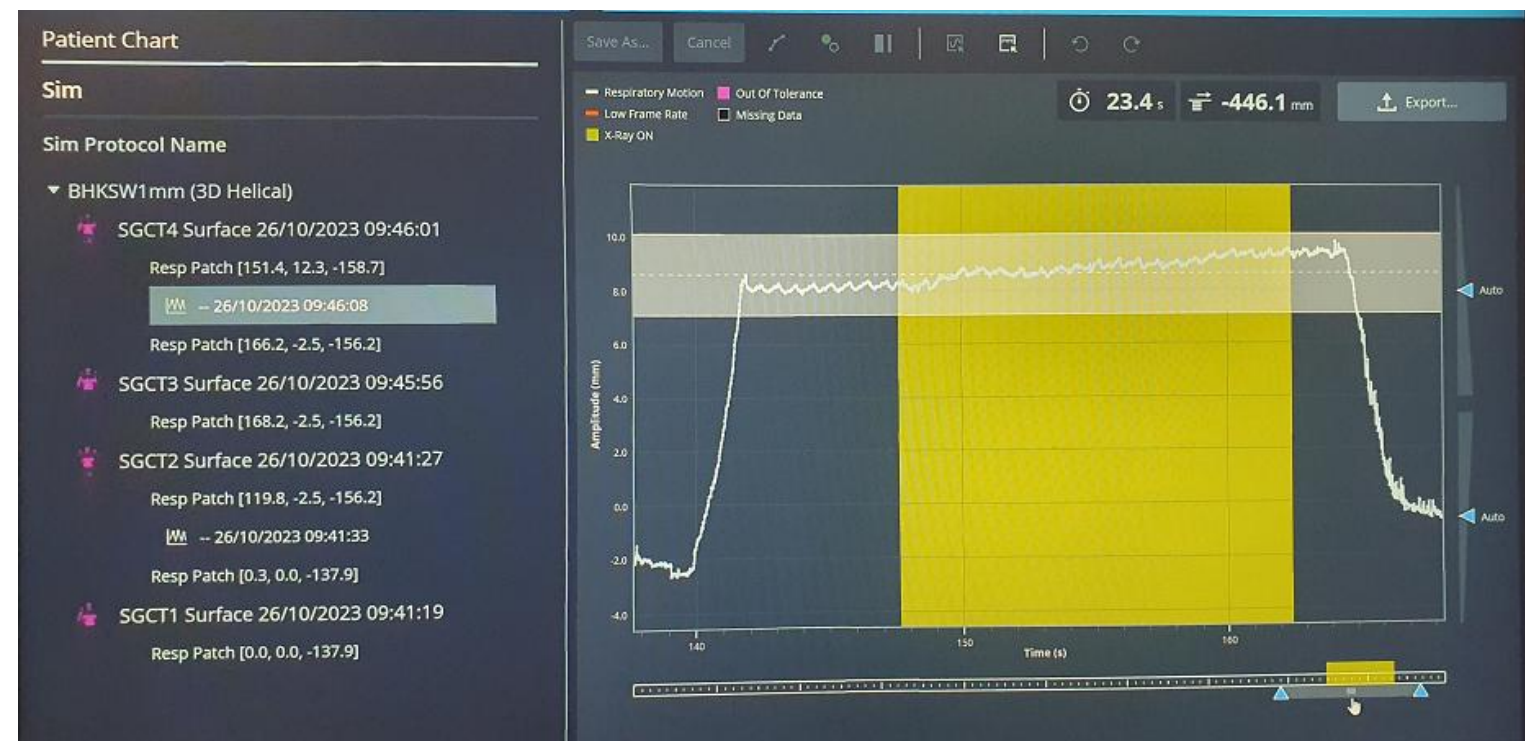 Patient Chart
Sim
Sim Protocol Name
BHKSW1mm (3D Helical)
SGCT4 Surface 26/10/2023 09:46:01
Resp Patch [151.4, 12.3, -158.7]
-- 26/10/2023 09:46:08
Resp Patch [166.2, -2.5, -156.2]
SGCT3 Surface 26/10/2023 09:45:56
Resp Patch [168.2, -2.5, -156.2]
SGCT2 Surface 26/10/2023 09:41:27
Resp Patch [119.8, -2.5, -156.2]
-- 26/10/2023 09:41:33
Resp Patch [0.3, 0.0, -137.9]
SGCT1 Surface 26/10/2023 09:41:19
Resp Patch [0.0, 0.0, -137.9]
Save As... Cancel
Respiratory Motion Out Of Tolerance
Low Frame Rate Missing Data
X-Ray ON
23.4 s -446.1 mm Export...
10.0
8.0
6.0
4.0
2.0
0.0
-2.0
-4.0
Amplitude (mm)
Auto
Auto
140 150 160
Time (s)